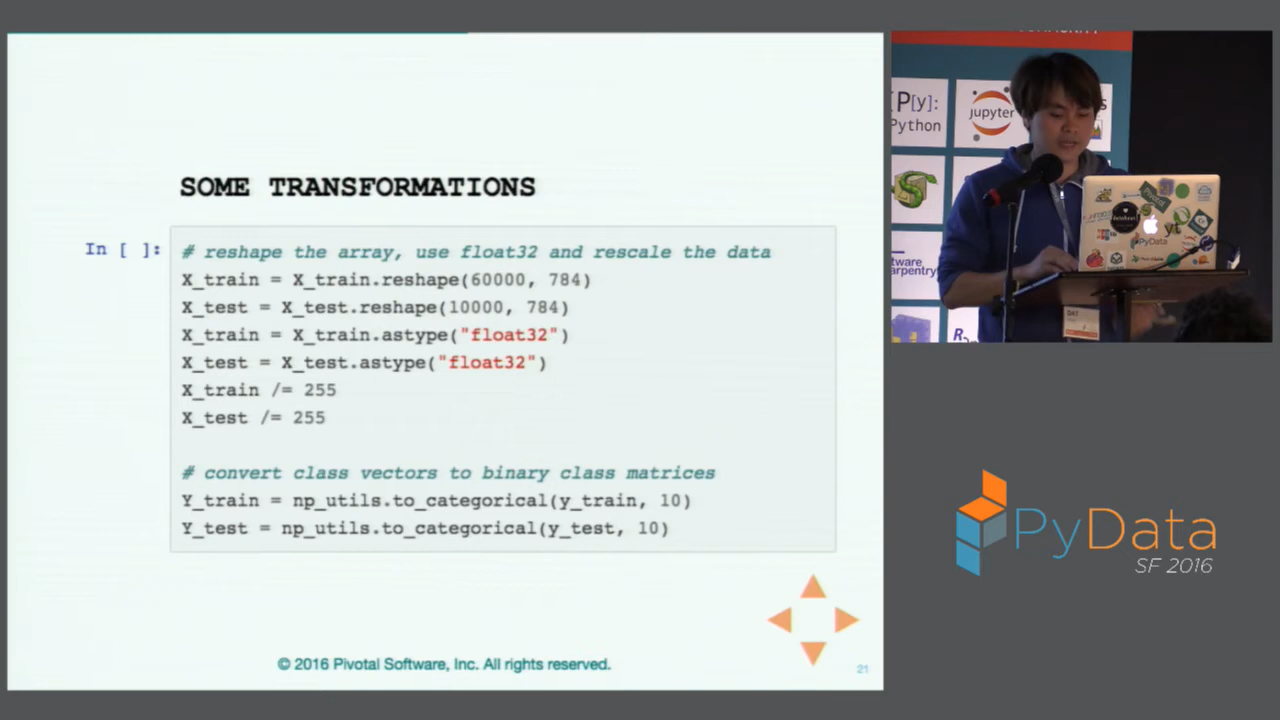 SOME TRANSFORMATIONS
In [ ]:
# reshape the array, use float32 and rescale the data
X_train = X_train.reshape(60000, 784)
X_test = X_test.reshape(10000, 784)
X_train = X_train.astype("float32")
X_test = X_test.astype("float32")
X_train /= 255
X_test /= 255
# convert class vectors to binary class matrices
Y_train = np_utils.to_categorical(y_train, 10)
Y_test = np_utils.to_categorical(y_test, 10)
© 2016 Pivotal Software, Inc. All rights reserved.
21
[P[y]:
Python
jupyter
PyData
PyData
SF 2016